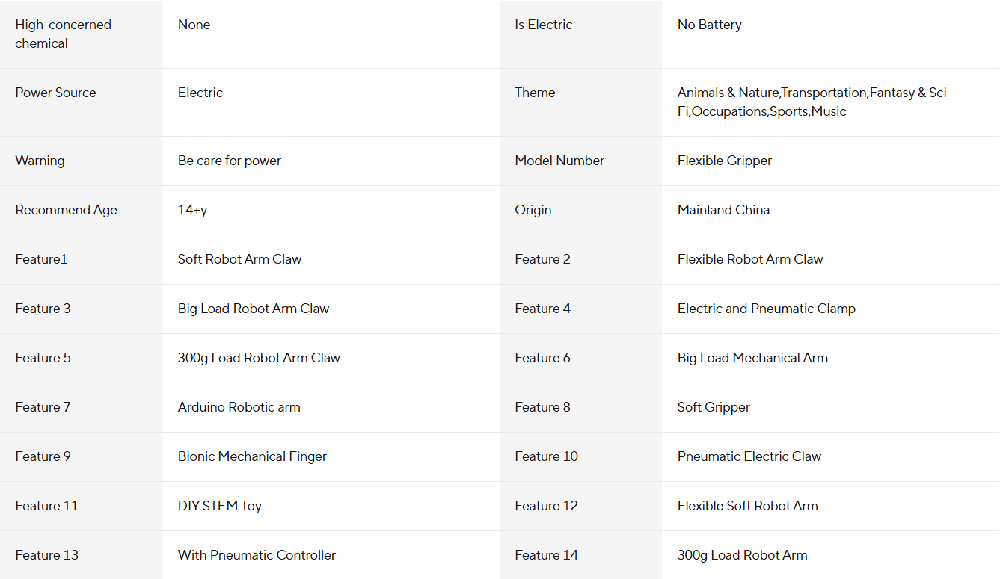 High-concerned
chemical
None
Is Electric
No Battery
Power Source
Electric
Theme
Animals & Nature,Transportation,Fantasy & Sci-
Fi,Occupations,Sports,Music
Warning
Be care for power
Model Number
Flexible Gripper
Recommend Age
14+y
Origin
Mainland China
Feature1
Soft Robot Arm Claw
Feature 2
Flexible Robot Arm Claw
Feature 3
Big Load Robot Arm Claw
Feature 4
Electric and Pneumatic Clamp
Feature 5
300g Load Robot Arm Claw
Feature 6
Big Load Mechanical Arm
Feature 7
Arduino Robotic arm
Feature 8
Soft Gripper
Feature 9
Bionic Mechanical Finger
Feature 10
Pneumatic Electric Claw
Feature 11
DIY STEM Toy
Feature 12
Flexible Soft Robot Arm
Feature 13
With Pneumatic Controller
Feature 14
300g Load Robot Arm